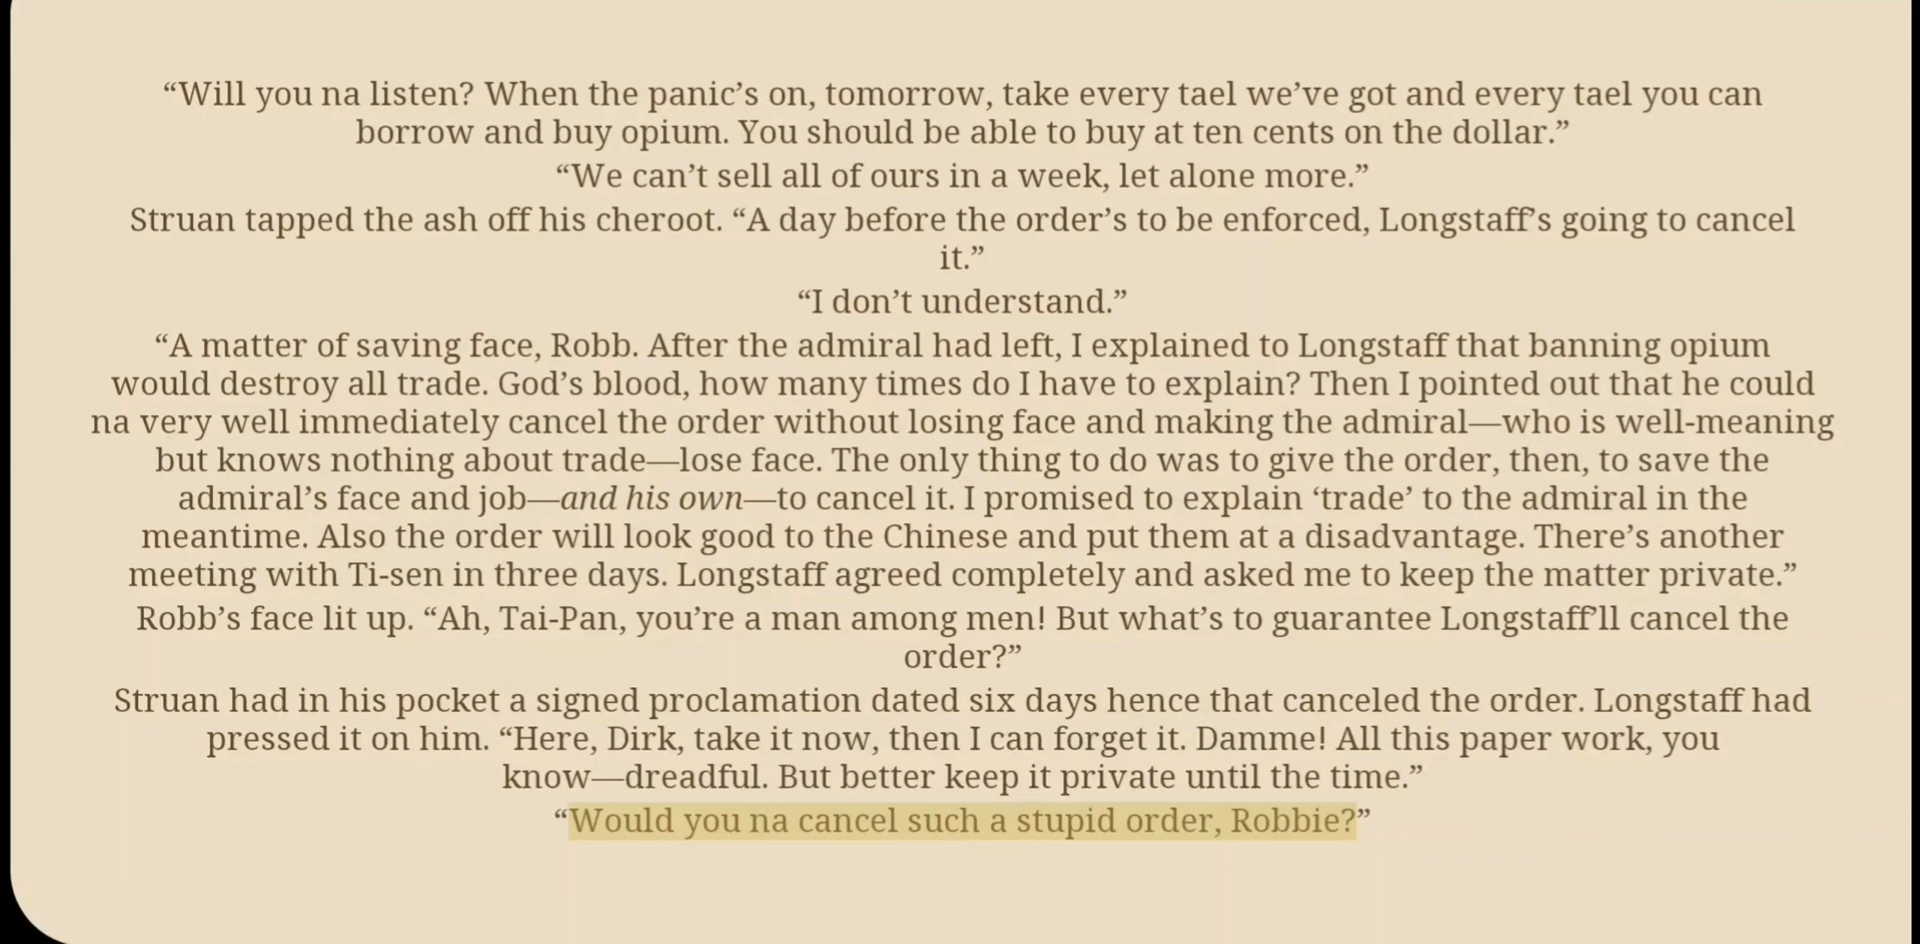 “Will you na listen? When the panic’s on, tomorrow, take every tael we’ve got and every tael you can
borrow and buy opium. You should be able to buy at ten cents on the dollar.”
“We can’t sell all of ours in a week, let alone more.”
Struan tapped the ash off his cheroot. “A day before the order’s to be enforced, Longstaff’s going to cancel
it.”
“I don’t understand.”
“A matter of saving face, Robb. After the admiral had left, I explained to Longstaff that banning opium
would destroy all trade. God’s blood, how many times do I have to explain? Then I pointed out that he could
na very well immediately cancel the order without losing face and making the admiral—who is well-meaning
but knows nothing about trade—lose face. The only thing to do was to give the order, then, to save the
admiral’s face and job—and his own—to cancel it. I promised to explain ‘trade’ to the admiral in the
meantime. Also the order will look good to the Chinese and put them at a disadvantage. There’s another
meeting with Ti-sen in three days. Longstaff agreed completely and asked me to keep the matter private.”
Robb’s face lit up. “Ah, Tai-Pan, you’re a man among men! But what’s to guarantee Longstaff’ll cancel the
order?”
Struan had in his pocket a signed proclamation dated six days hence that canceled the order. Longstaff had
pressed it on him. “Here, Dirk, take it now, then I can forget it. Damme! All this paper work, you
know—dreadful. But better keep it private until the time.”
“Would you na cancel such a stupid order, Robbie?”